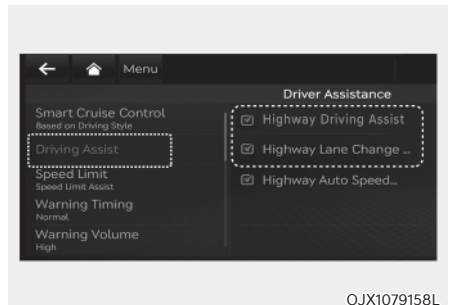 Menu
Driver Assistance
Smart Cruise Control
Based on Driving Style
Driving Assist
Speed Limit
Speed Limit Assist
Warning Timing
Normal
Warning Volume
High
Highway Driving Assist
Highway Lane Change ...
Highway Auto Speed...
OJX1079158L